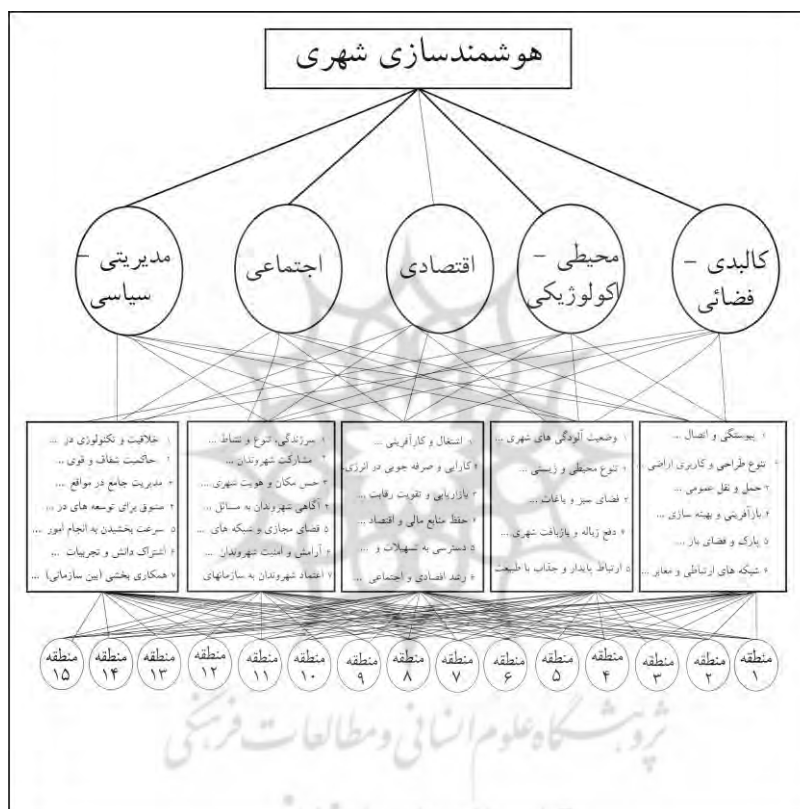 هوشمندسازی شهری
کالبدی –
فضائی
محیطی –
اکولوژیکی
اقتصادی
اجتماعی
مدیریتی –
سیاسی
۱ پیوستگی و اتصال ...
تنوع طراحی و کاربری اراضی ...
۳ حمل و نقل عمومی ...
۴ بازآفرینی و بهینه سازی ...
۵ پارک و فضای باز ...
۶ شبکه های ارتباطی و معابر ...
۱ وضعیت آلودگی های شهری ...
۲ تنوع محیطی و زیستی ...
۳ فضای سبز و باغات ...
۴ دفع زباله و بازیافت شهری ...
۵ ارتباط پایدار و جذاب با طبیعت
۱ اشتغال و کارآفرینی ...
۲ کارایی و صرفه جویی در انرژی.
۳ بازاریابی و تقویت رقابت ...
۴ حفظ منابع مالی و اقتصاد ...
۵ دسترسی به تسهیلات و ...
۶ رشد اقتصادی و اجتماعی ...
۱ سرزندگی، تنوع و نشاط ...
۲ مشارکت شهروندان ...
۳ حس مکان و هویت شهری ...
۴ آگاهی شهروندان به مسائل ...
۵ فضای مجازی و شبکه های ...
۶ آرامش و امنیت شهروندان ...
۷ اعتماد شهروندان به سازمانهای
۱ خلاقیت و تکنولوژی در ...
۲ حاکمیت شفاف و قوی ...
۳ مدیریت جامع در مواقع ...
۴ مشوق برای توسعه های در ...
۵ سرعت بخشیدن به انجام امور ...
۶ اشتراک دانش و تجربیات ...
۷ همکاری بخشی (بین سازمانی) ...
منطقه ۱
منطقه ۲
منطقه ۳
منطقه ۴
منطقه ۵
منطقه ۶
منطقه ۷
منطقه ۸
منطقه ۹
منطقه ۱۰
منطقه ۱۱
منطقه ۱۲
منطقه ۱۳
منطقه ۱۴
منطقه ۱۵
پژوهشگاه علوم انسانی و مطالعات فرهنگی